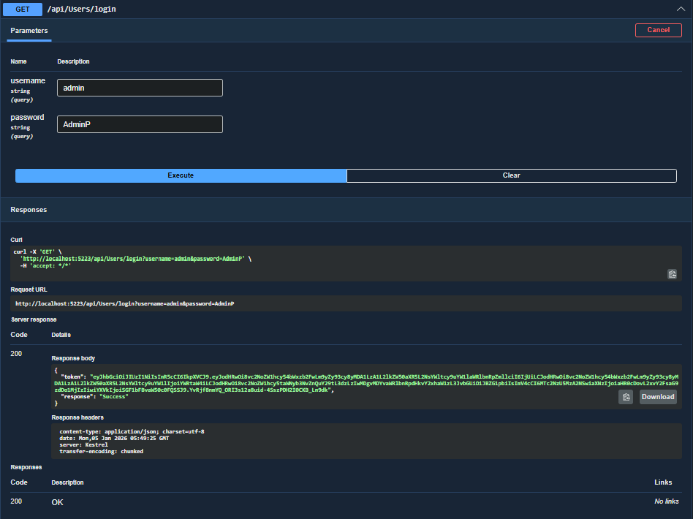 GET /api/Users/login
Parameters
Cancel
Name Description
username
string
(query)
admin
password
string
(query)
AdminP
Execute Clear
Responses
Curl
curl -X 'GET' \
'http://localhost:5223/api/Users/login?username=admin&password=AdminP' \
-H 'accept: */*'
Request URL
http://localhost:5223/api/Users/login?username=admin&password=AdminP
Server response
Code Details
200
Response body
{
"token":
"response": "Success"
}
Download
Response headers
content-type: application/json; charset=utf-8
date: Mon,05 Jan 2026 05:49:25 GMT
server: Kestrel
transfer-encoding: chunked
Responses
Code Description Links
200 OK No links